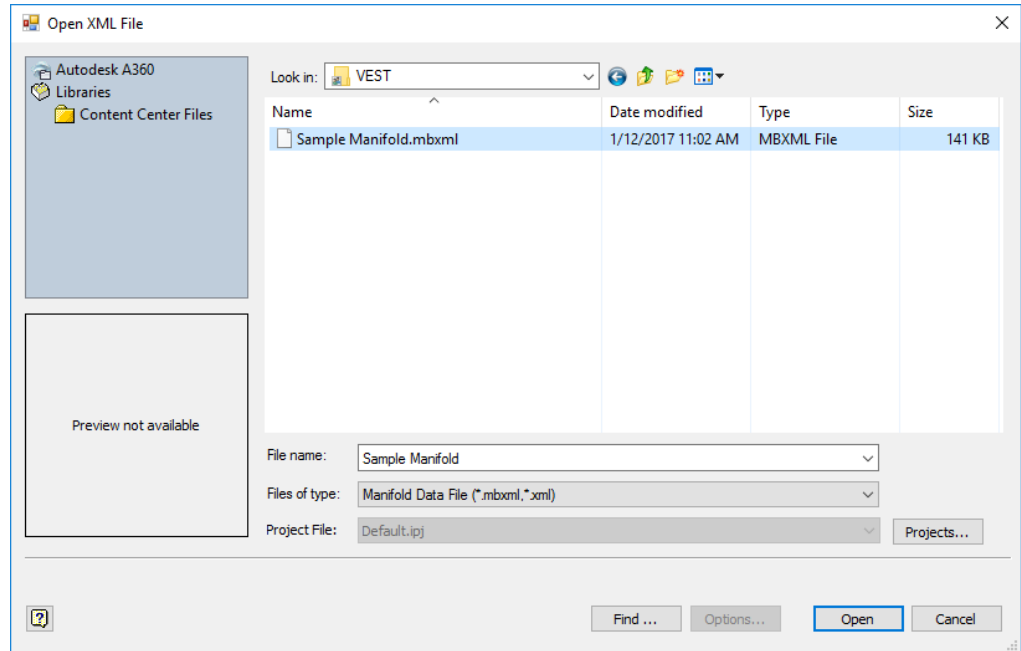 Open XML File
Autodesk A360
Libraries
Content Center Files
Look in: VEST
Name Date modified Type Size
Sample Manifold.mbxml 1/12/2017 11:02 AM MBXML File 141 KB
Preview not available
File name: Sample Manifold
Files of type: Manifold Data File (*.mbxml,*.xml)
Project File: Default.ipj Projects...
Find ... Options... Open Cancel